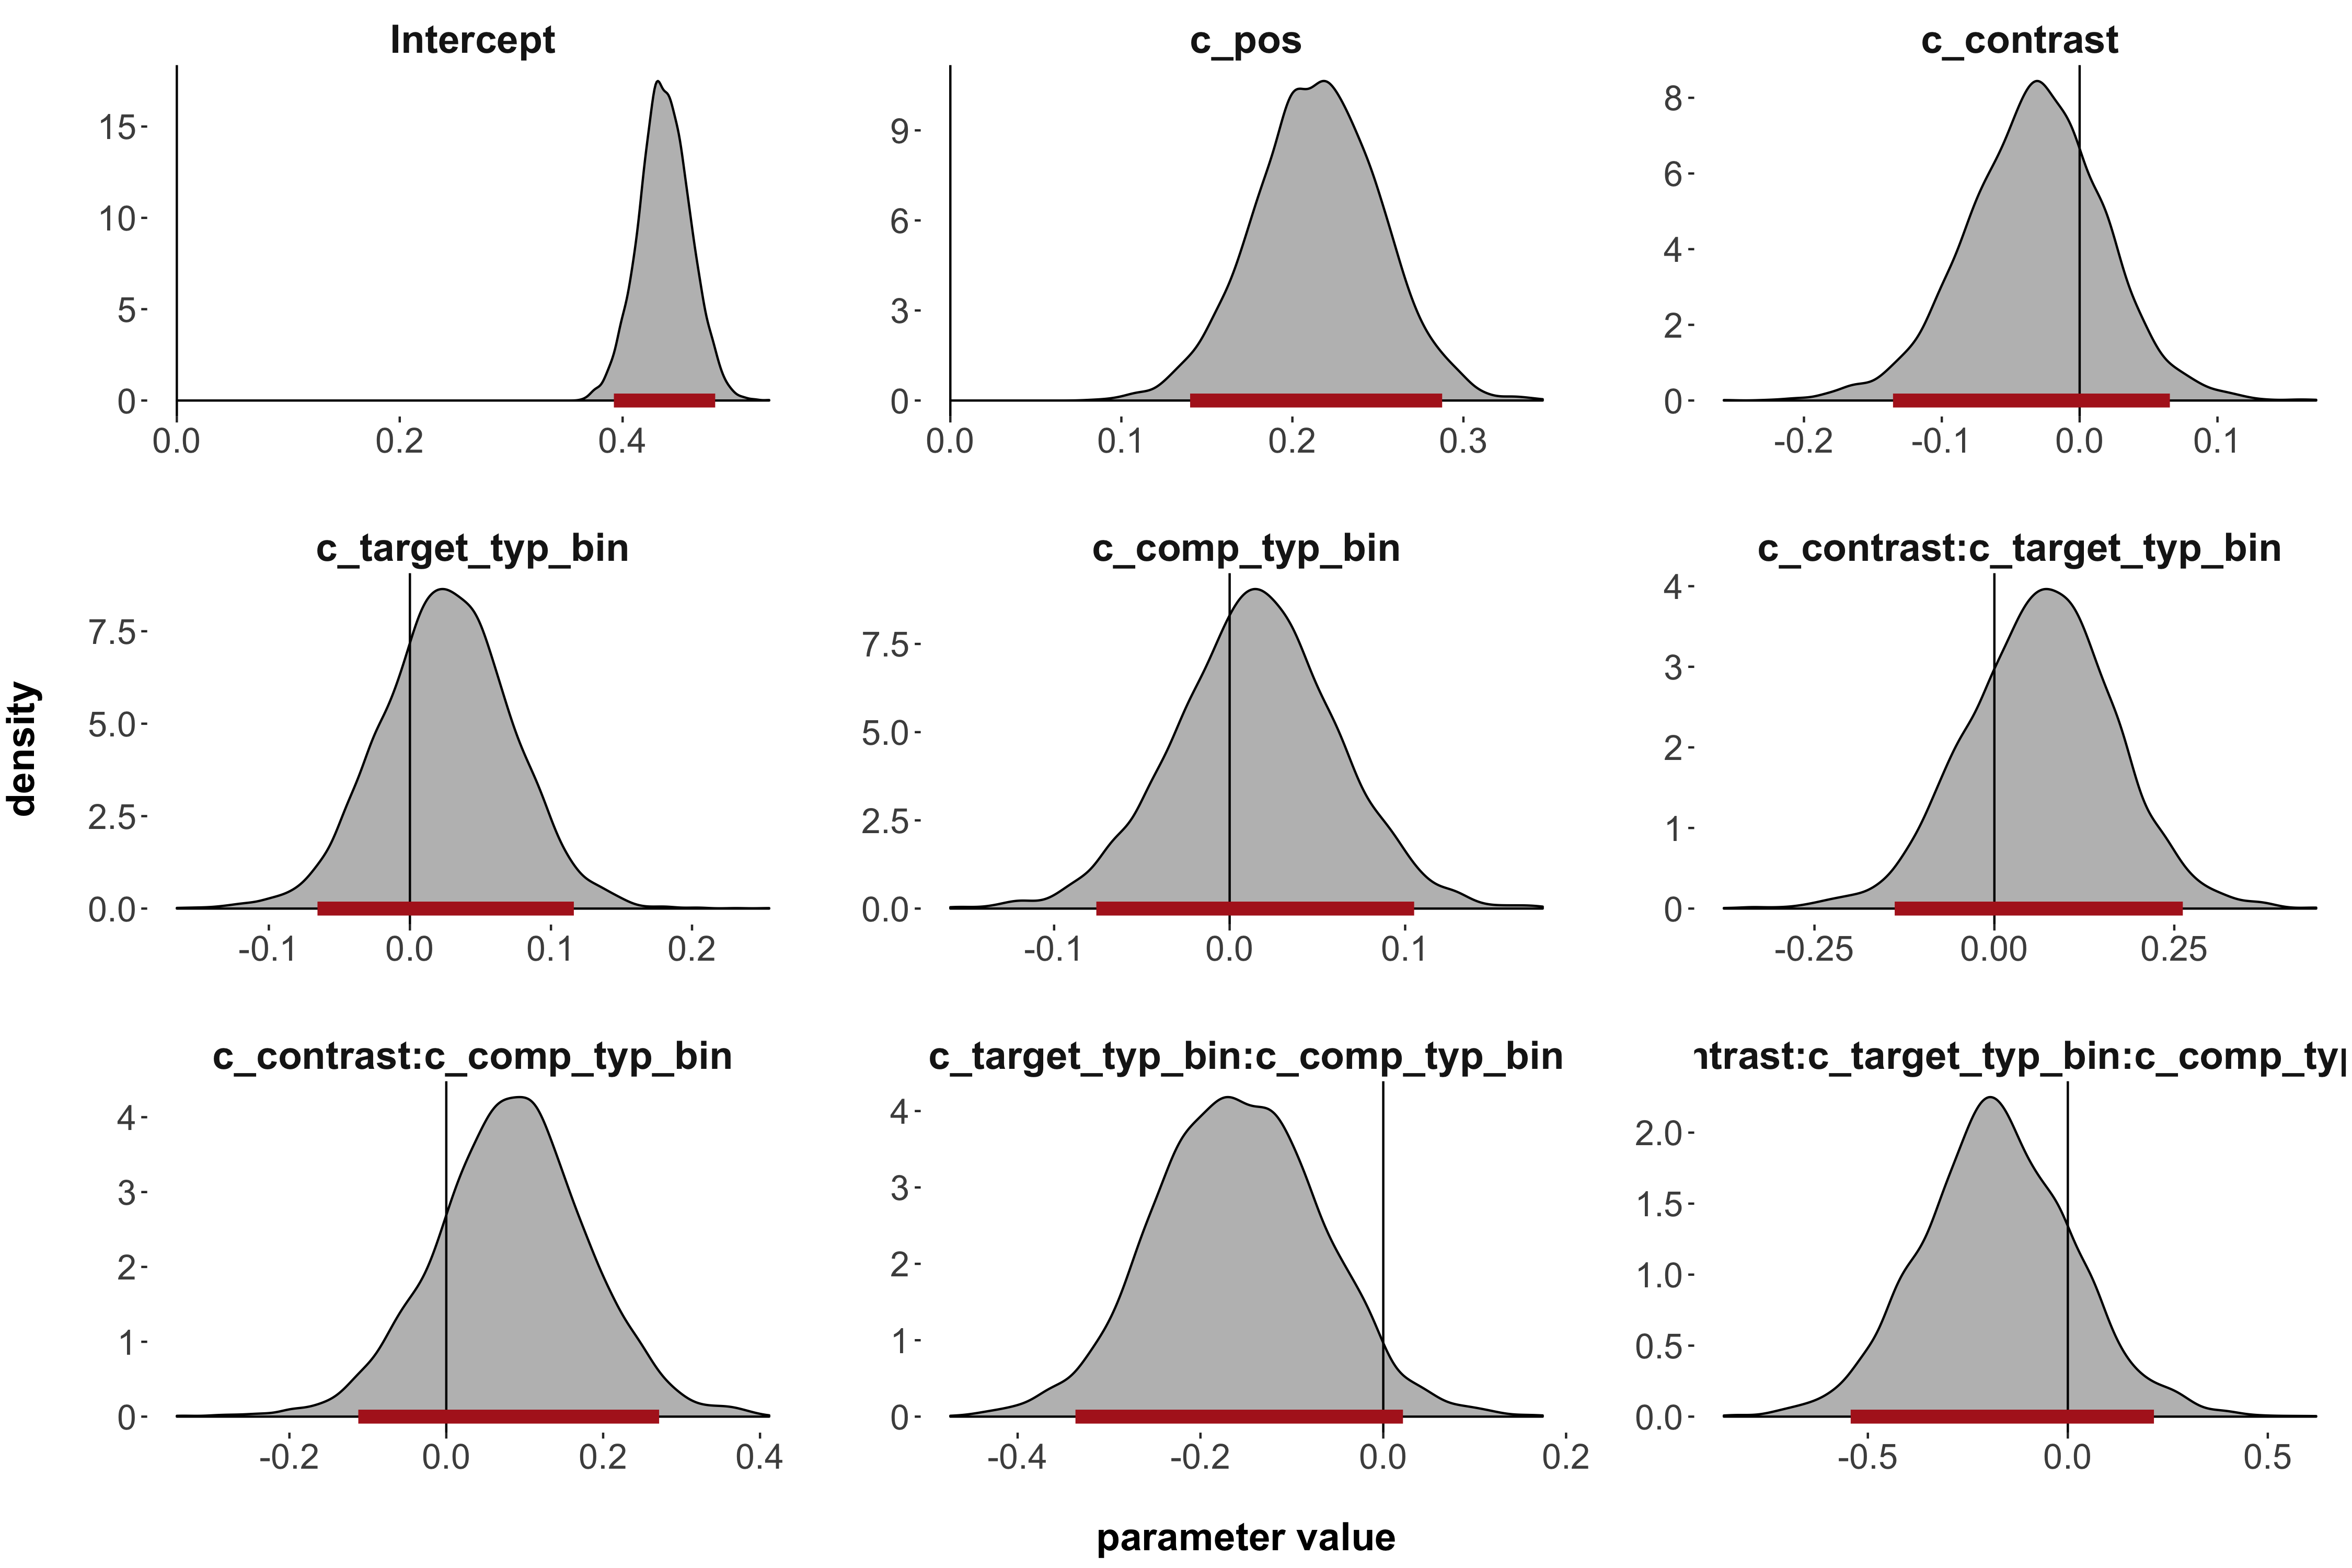 Intercept
c_pos
c_contrast
15
10
5
0
0.0 0.2 0.4
9
6
3
0
0.0 0.1 0.2 0.3
8
6
4
2
0
-0.2 -0.1 0.0 0.1
density
c_target_typ_bin
7.5
5.0
2.5
0.0
-0.1 0.0 0.1 0.2
c_comp_typ_bin
7.5
5.0
2.5
0.0
-0.1 0.0 0.1
c_contrast:c_target_typ_bin
4
3
2
1
0
-0.25 0.00 0.25
c_contrast:c_comp_typ_bin
4
3
2
1
0
-0.2 0.0 0.2 0.4
c_target_typ_bin:c_comp_typ_bin
4
3
2
1
0
-0.4 -0.2 0.0 0.2
ntrast:c_target_typ_bin:c_comp_typ
2.0
1.5
1.0
0.5
0.0
-0.5 0.0 0.5
parameter value